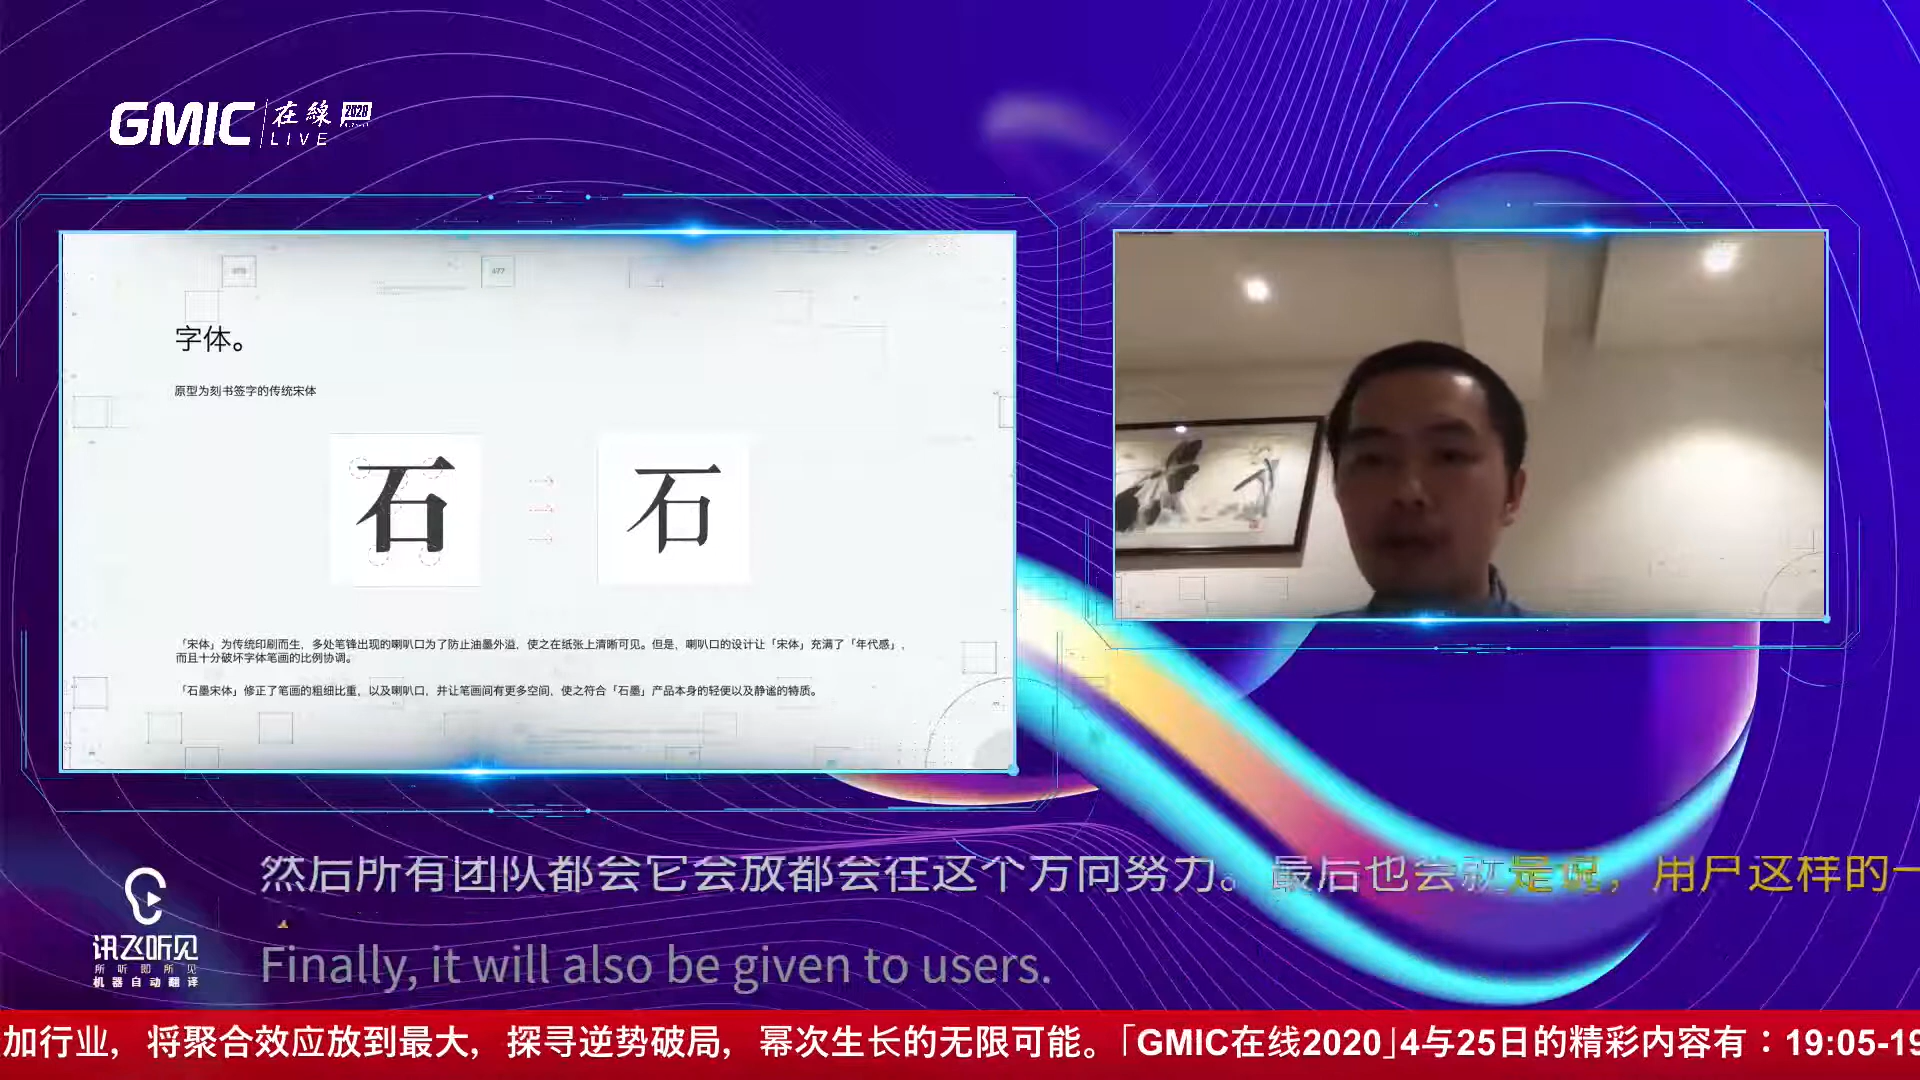 GMIC 在線 2020
LIVE
字体。
原型为刻书签字的传统宋体
石 石
「宋体」为传统印刷而生，多处笔锋出现的喇叭口为了防止油墨外溢，使之在纸张上清晰可见。但是，喇叭口的设计让「宋体」充满了「年代感」，
而且十分破坏字体笔画的比例协调。
「石墨宋体」修正了笔画的粗细比重，以及喇叭口，并让笔画间有更多空间，使之符合「石墨」产品本身的轻便以及静谧的特质。
然后所有团队都会它会放都会往这个方向努力。最后也会就是说，用户这样的一
Finally, it will also be given to users.
讯飞听见
所听即所见
机器自动翻译
加行业，将聚合效应放到最大，探寻逆势破局，幂次生长的无限可能。「GMIC在线2020」4与25日的精彩内容有：19:05-19